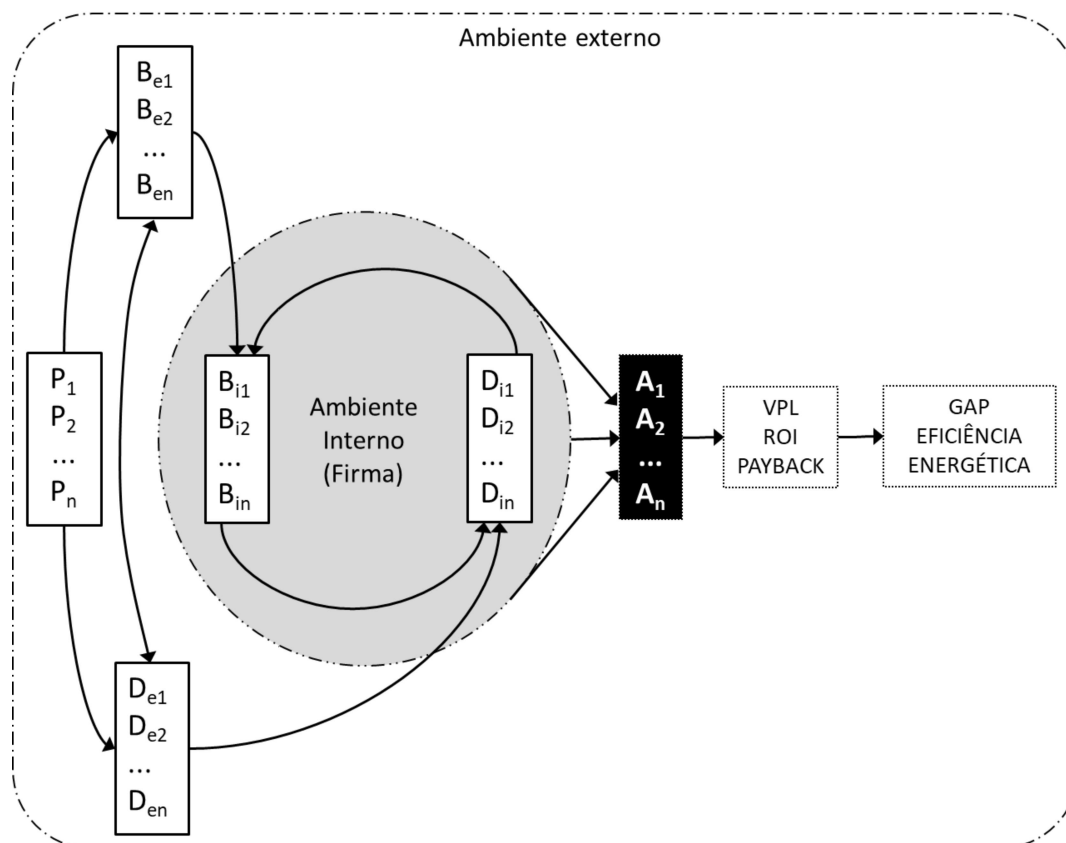 Ambiente externo
Be1
Be2
...
Ben
P1
P2
...
Pn
Bi1
Bi2
...
Bin
Ambiente
Interno
(Firma)
Di1
Di2
...
Din
A1
A2
...
An
VPL
ROI
PAYBACK
GAP
EFICIÊNCIA
ENERGÉTICA
De1
De2
...
Den